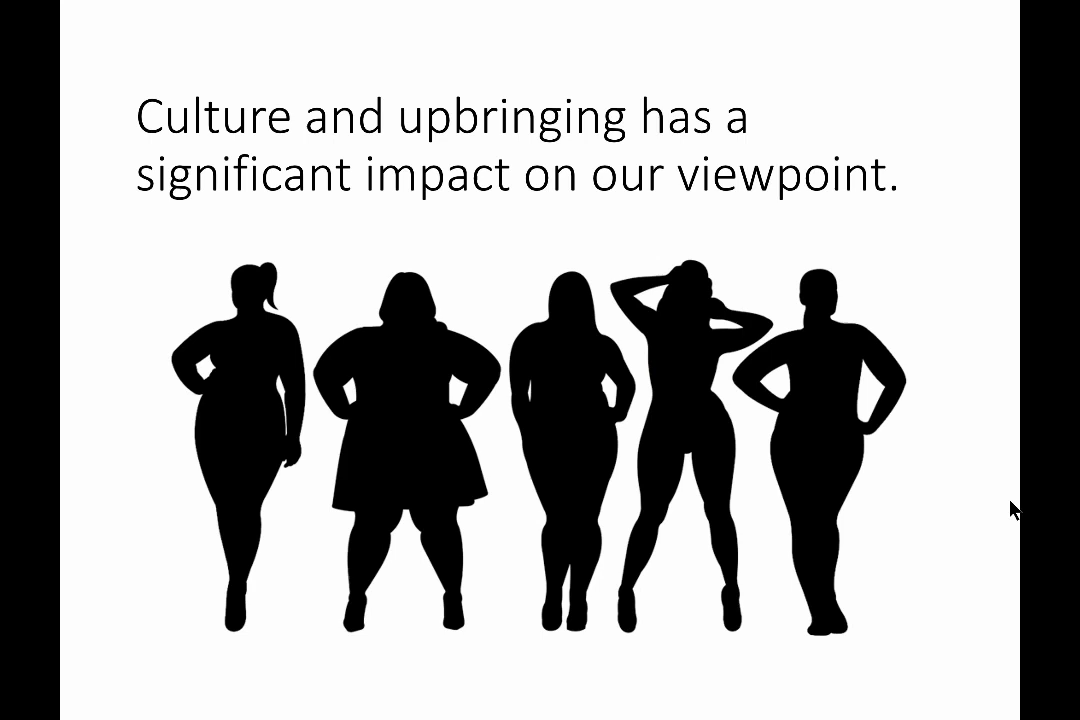 Culture and upbringing has a
significant impact on our viewpoint.